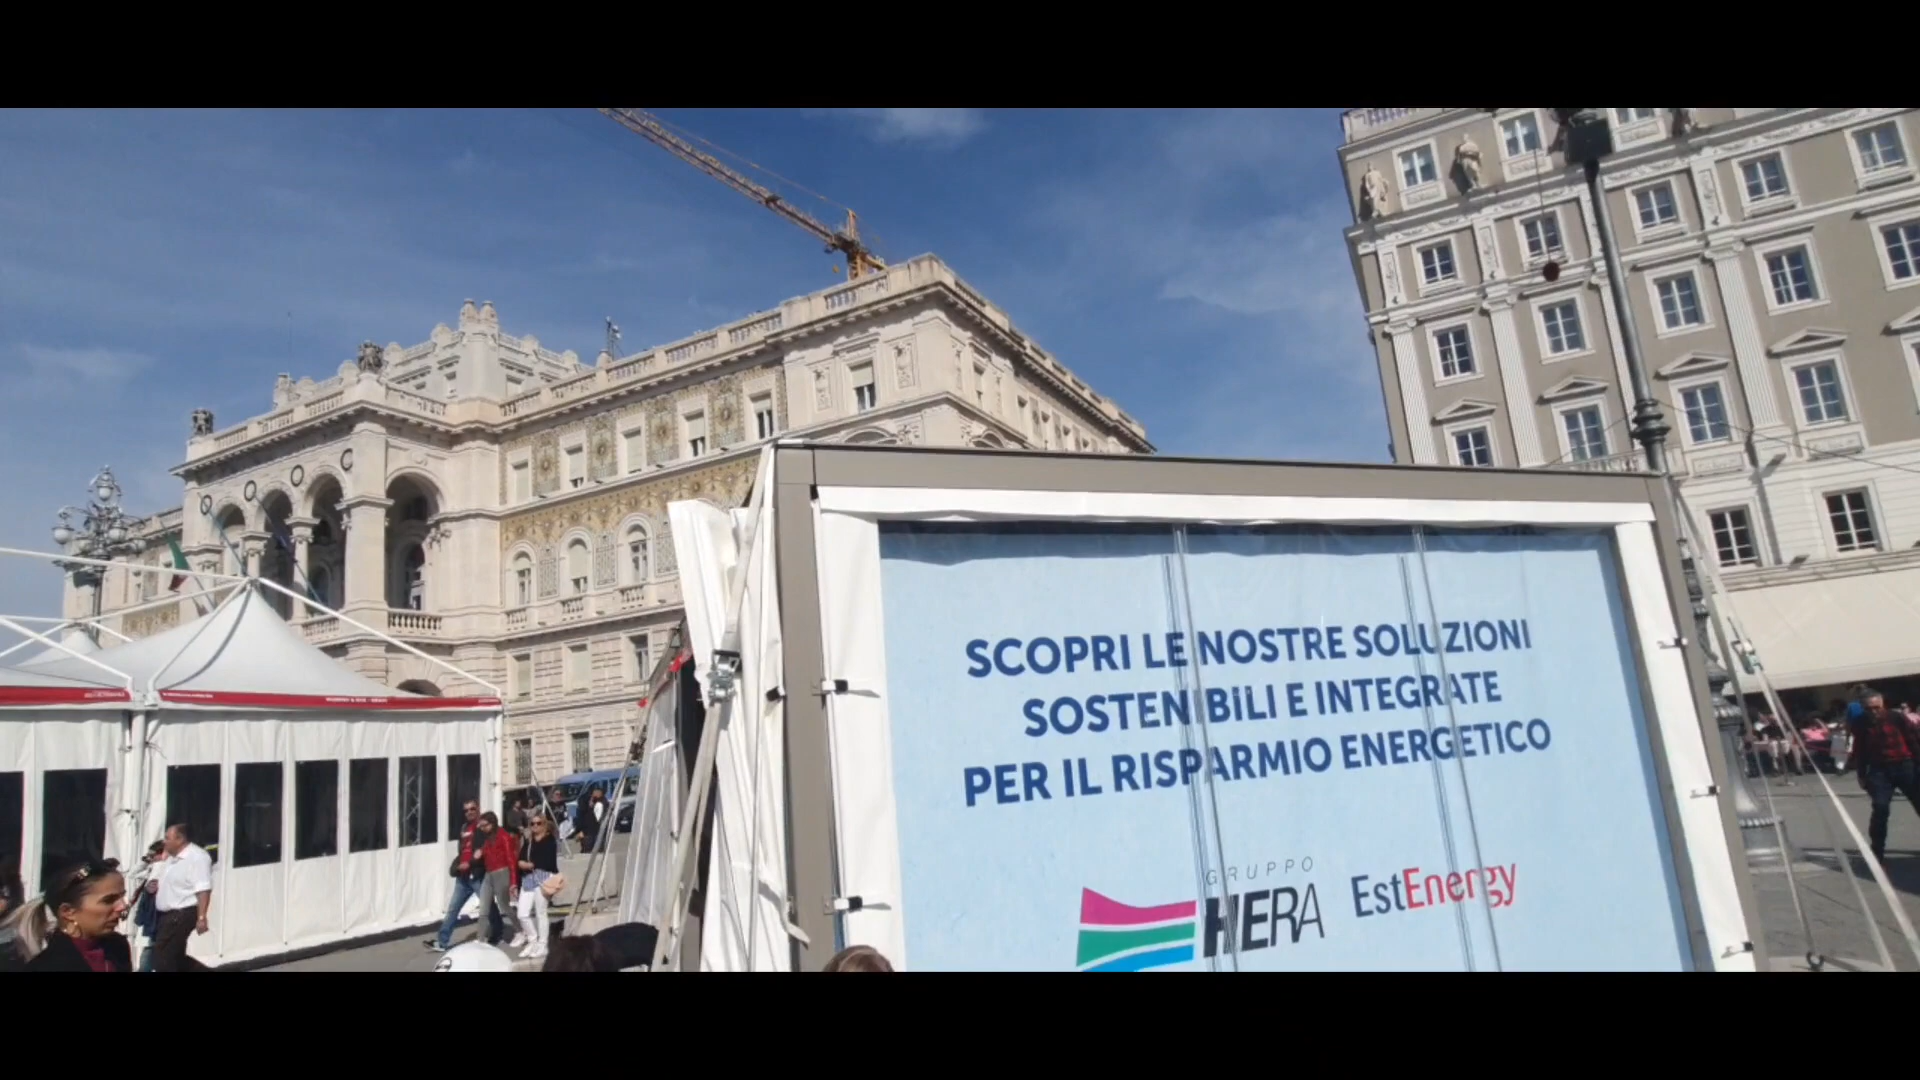 SCOPRI LE NOSTRE SOLUZIONI
SOSTENIBILI E INTEGRATE
PER IL RISPARMIO ENERGETICO
GRUPPO
HERA
EstEnergy